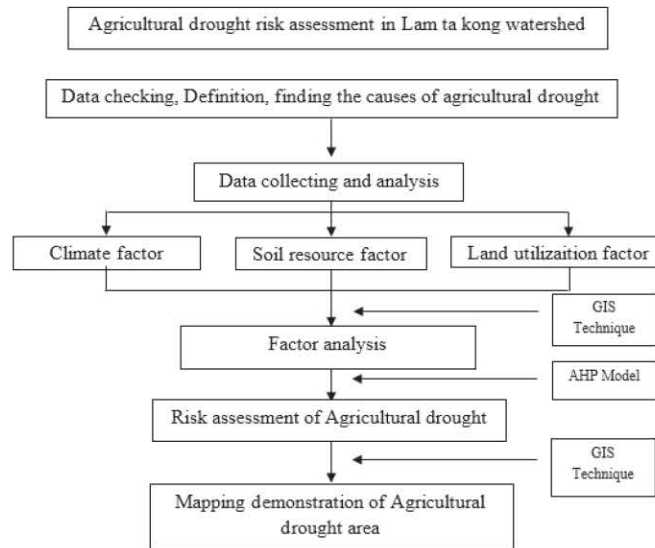 Agricultural drought risk assessment in Lam ta kong watershed
Data checking, Definition, finding the causes of agricultural drought
Data collecting and analysis
Climate factor
Soil resource factor
Land utilizaition factor
GIS
Technique
Factor analysis
AHP Model
Risk assessment of Agricultural drought
GIS
Technique
Mapping demonstration of Agricultural
drought area